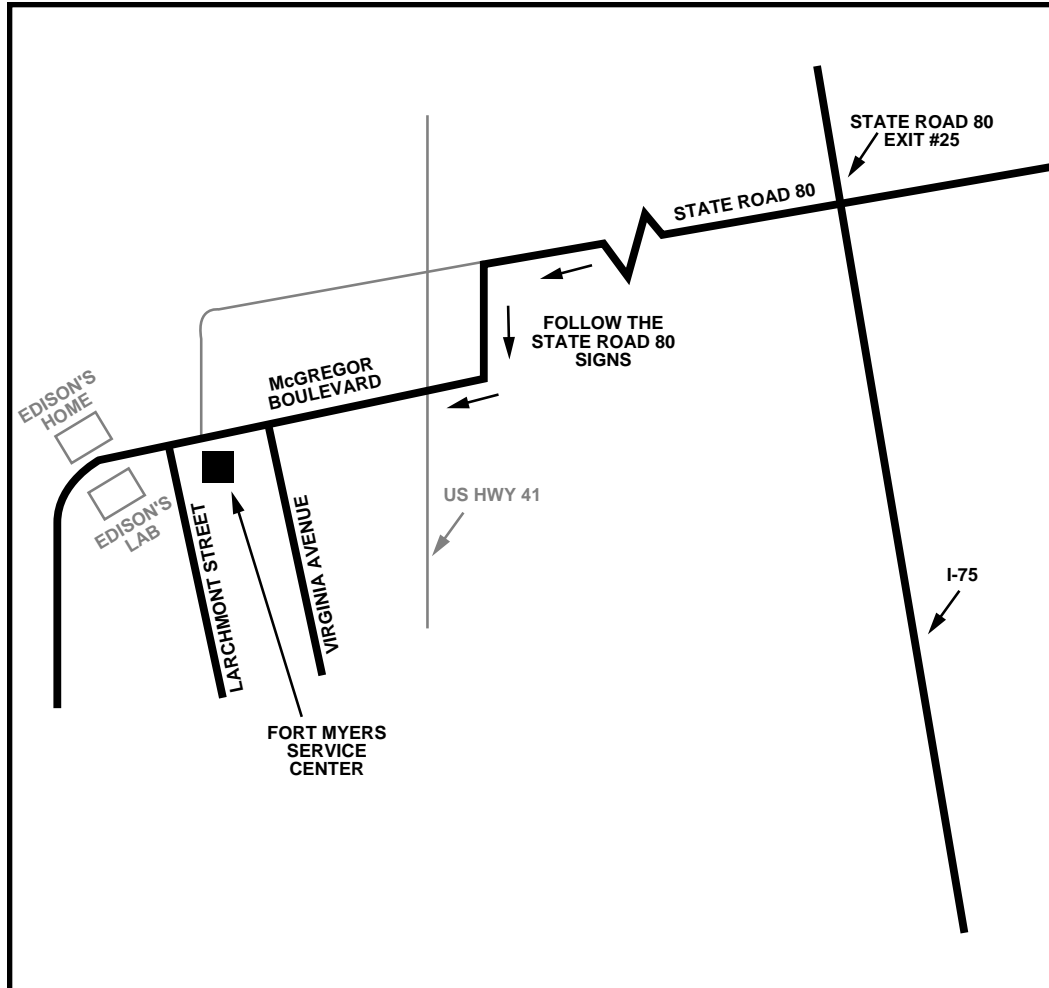 STATE ROAD 80
EXIT #25
STATE ROAD 80
FOLLOW THE
STATE ROAD 80
SIGNS
McGREGOR
BOULEVARD
EDISON'S
HOME
EDISON'S
LAB
US HWY 41
LARCHMONT STREET
VIRGINIA AVENUE
I-75
FORT MYERS
SERVICE
CENTER